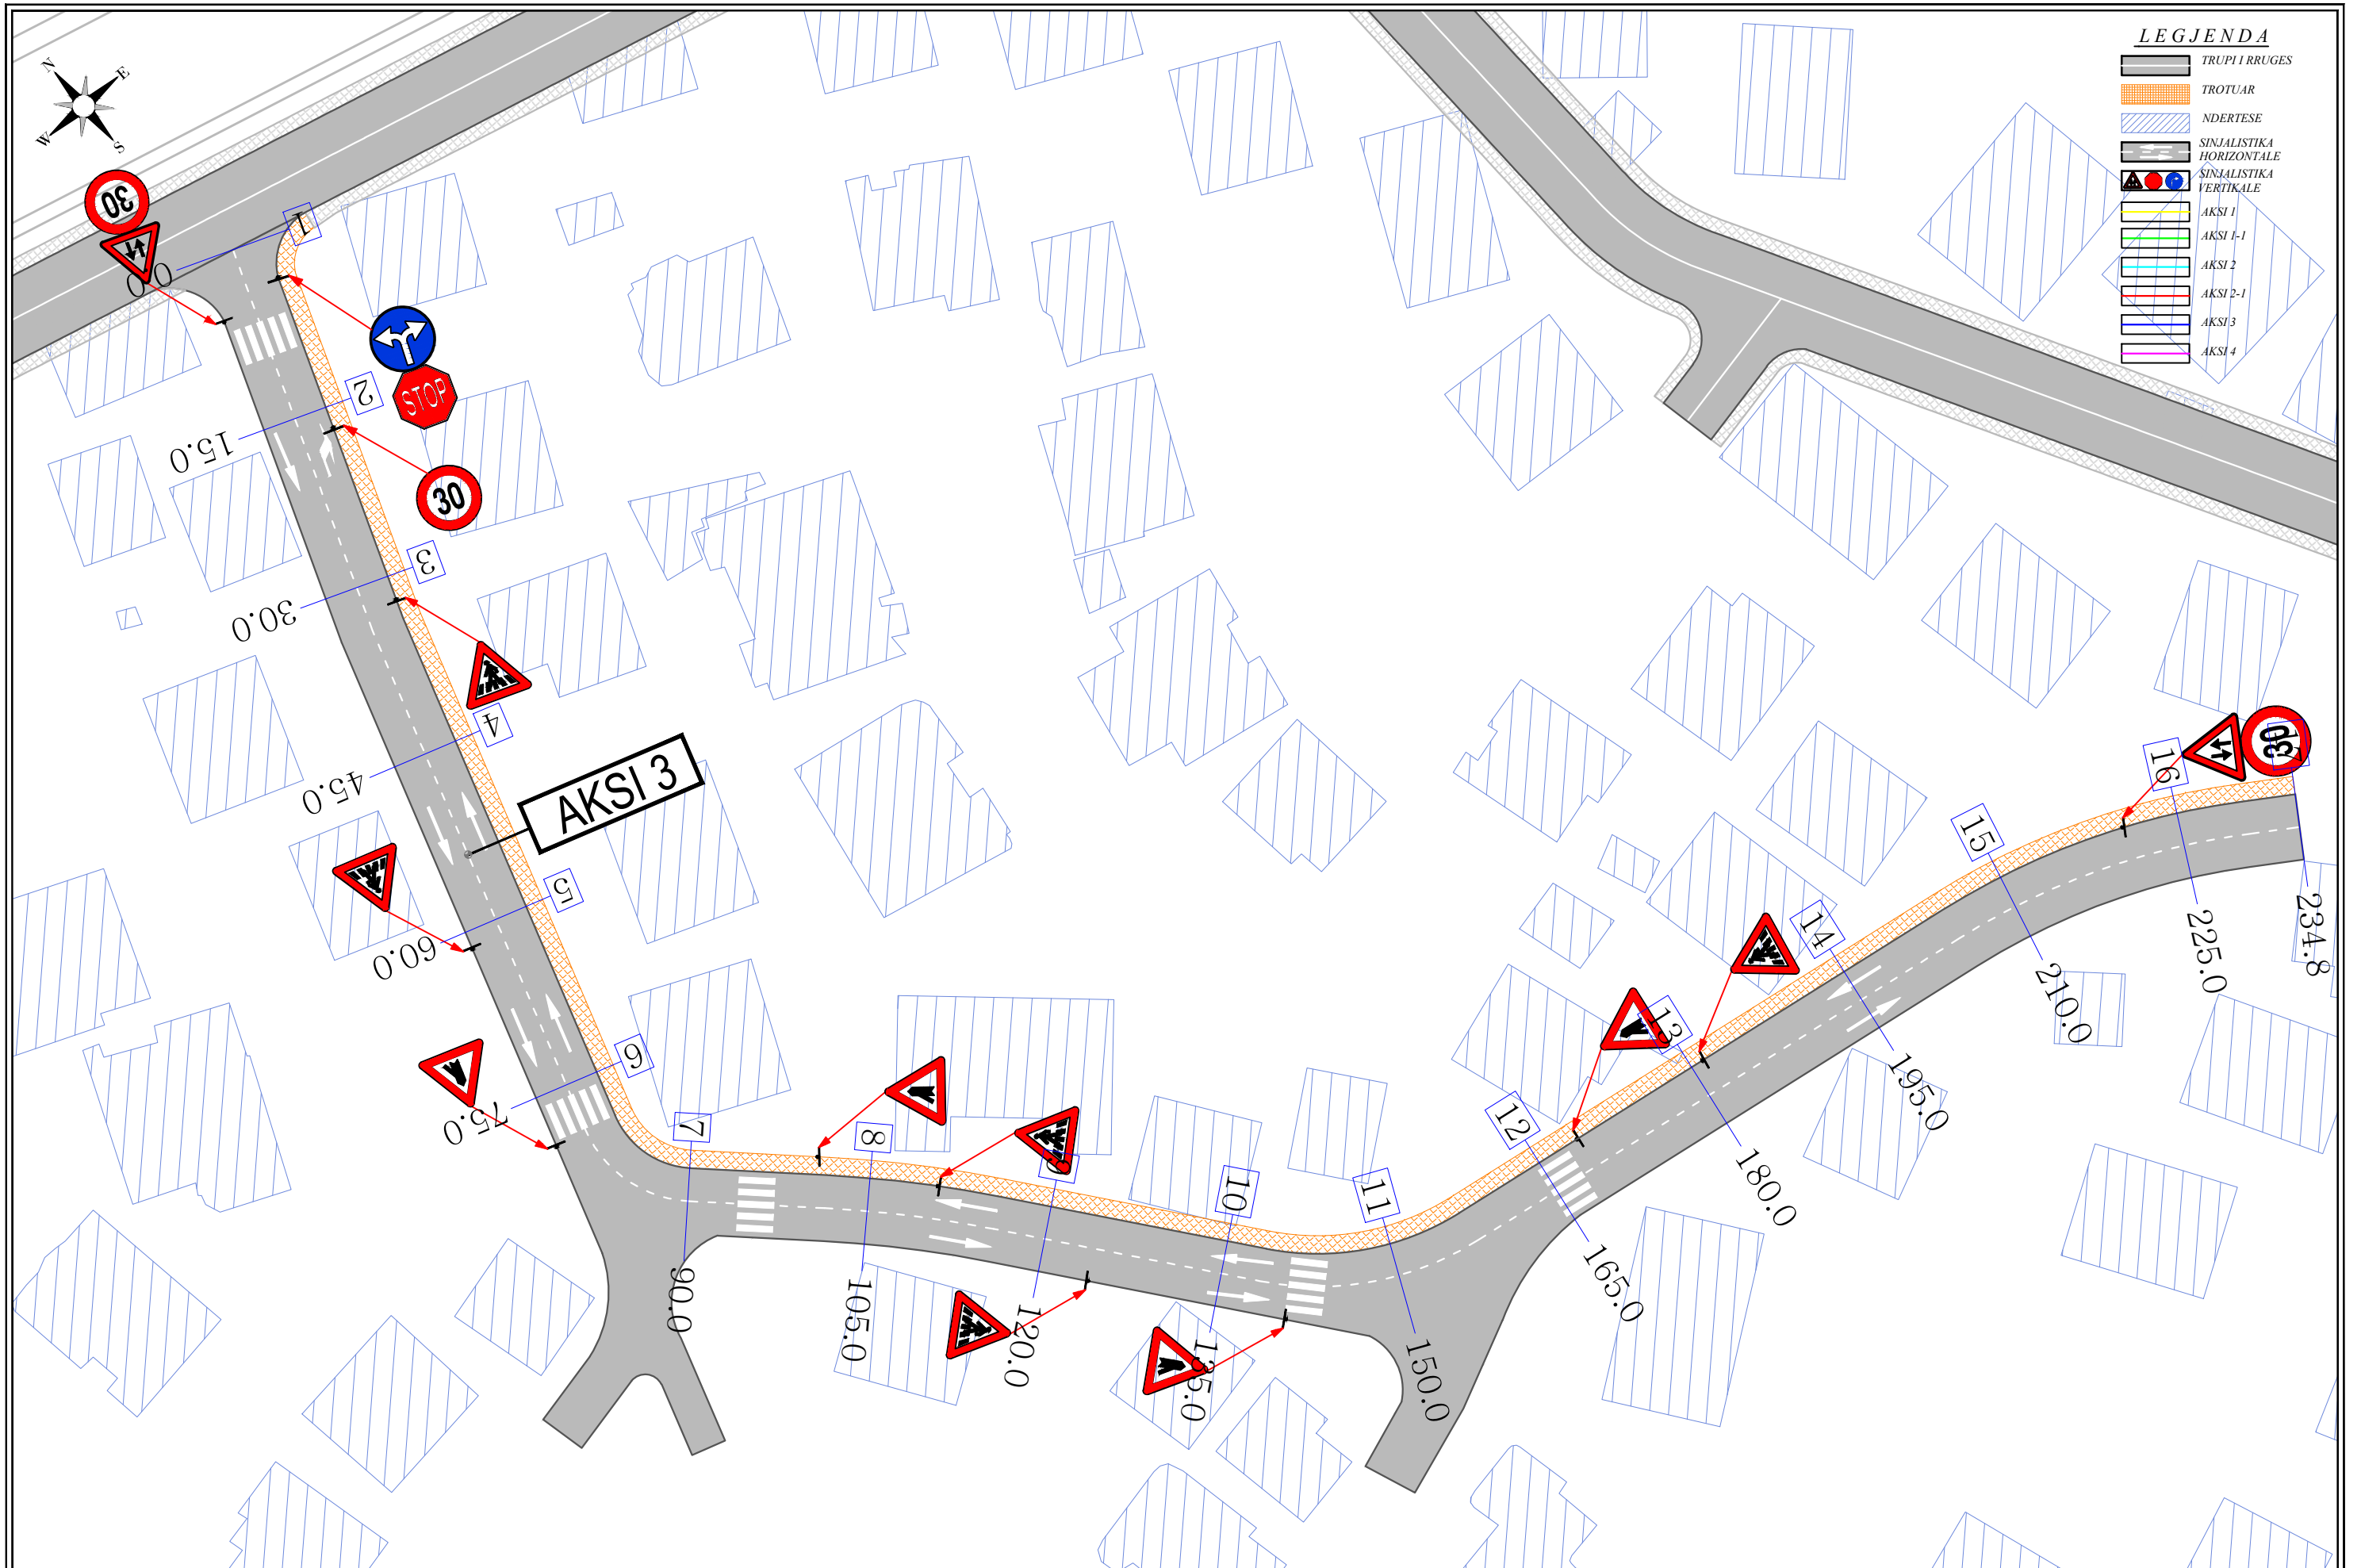 L E G J E N D A
TRUPI I RRUGES
TROTUAR
NDERTESE
SINJALISTIKA
HORIZONTALE
SINJALISTIKA
VERTIKALE
AKSI 1
AKSI 1-1
AKSI 2
AKSI 2-1
AKSI 3
AKSI 4
N
E
W
S
30
0.0
1
STOP
2
15.0
30
3
30.0
4
45.0
AKSI 3
5
60.0
6
75.0
7
90.0
8
105.0
9
120.0
10
135.0
11
150.0
12
165.0
13
180.0
14
195.0
15
210.0
16
225.0
30
17
234.8